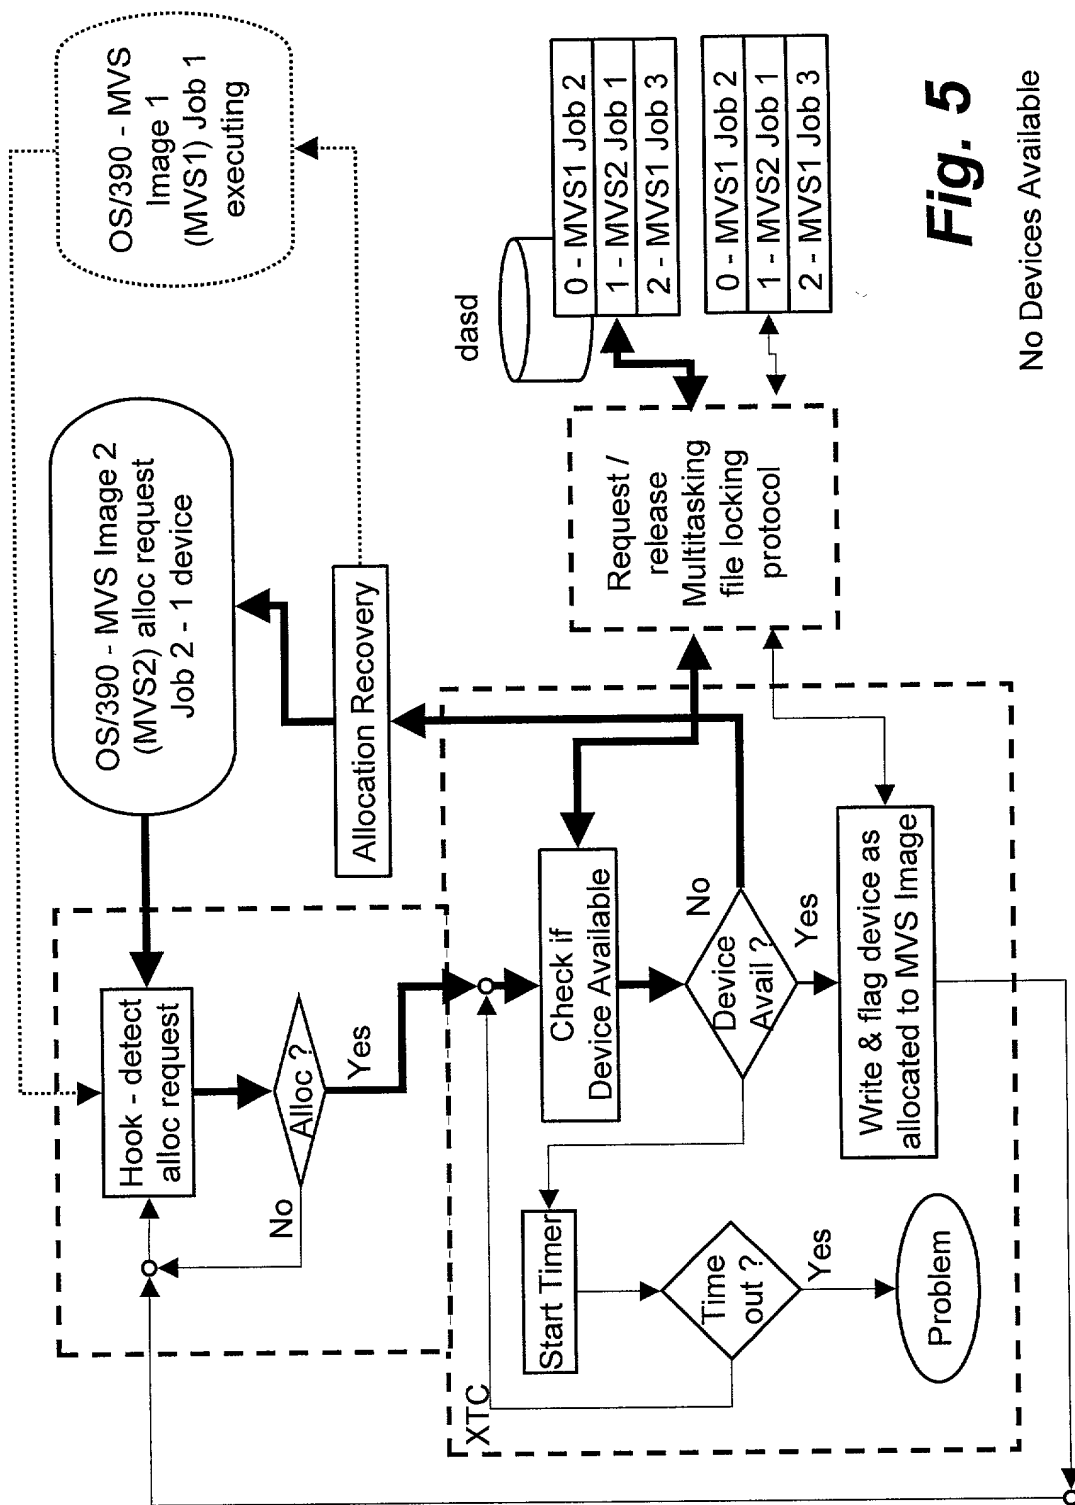 OS/390 - MVS
Image 1
(MVS1) Job 1
executing
OS/390 - MVS Image 2
(MVS2) alloc request
Job 2 - 1 device
Hook - detect
alloc request
Alloc ?
No
Yes
Allocation Recovery
XTC
Check if
Device Available
Device
Avail ?
No
Yes
Start Timer
Time
out ?
Yes
Problem
Write & flag device as
allocated to MVS Image
Request /
release
Multitasking
file locking
protocol
dasd
0 - MVS1 Job 2
1 - MVS2 Job 1
2 - MVS1 Job 3
0 - MVS1 Job 2
1 - MVS2 Job 1
2 - MVS1 Job 3
Fig. 5
No Devices Available